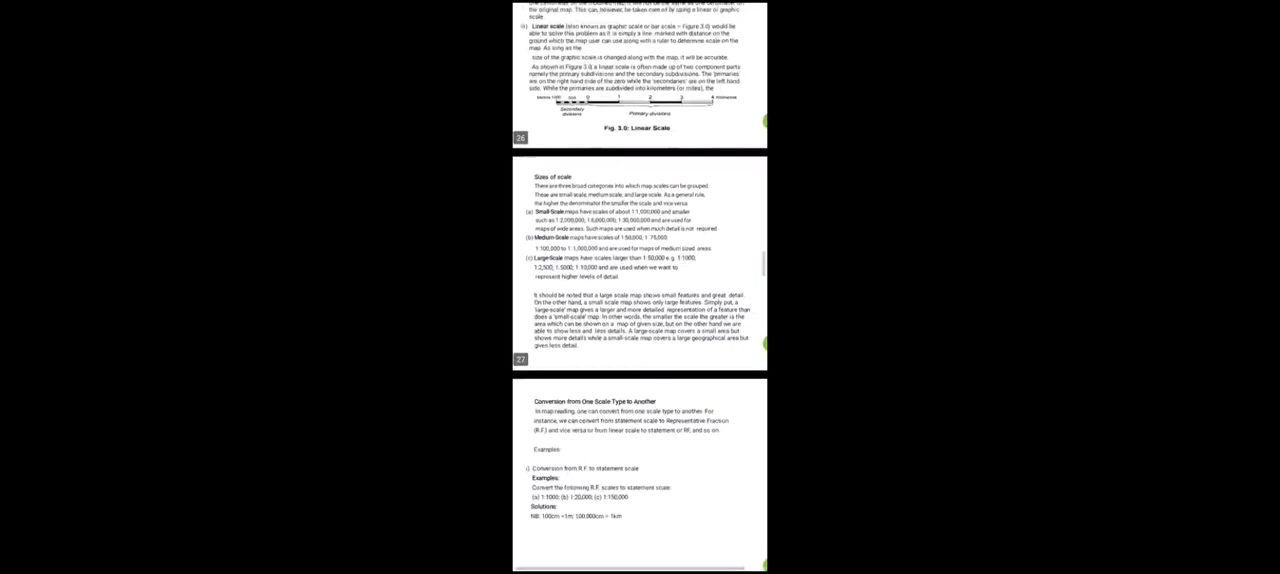 the original map. This can, however, be taken care of by using a linear or graphic
scale
iii) Linear scale (also known as graphic scale or bar scale – Figure 3.0) would be
able to solve this problem as it is simply a line marked with distance on the
ground which the map user can use along with a ruler to determine scale on the
map. As long as the
size of the graphic scale is changed along with the map, it will be accurate.
As shown in Figure 3.0, a linear scale is often made up of two component parts
namely the primary subdivisions and the secondary subdivisions. The 'primaries'
are on the right hand side of the zero while the 'secondaries' are on the left hand
side. While the primaries are subdivided into kilometers (or miles), the
500 0 1 2 3 4 Kilometres
Secondary
divisions
Primary divisions
Fig. 3.0: Linear Scale
26
Sizes of scale
There are three broad categories into which map scales can be grouped.
These are small scale, medium scale, and large scale. As a general rule,
the higher the denominator the smaller the scale and vice versa
(a) Small-Scale maps have scales of about 1:1,000,000 and smaller
such as 1:2,000,000, 1:6,000,000, 1:30,000,000 and are used for
maps of wide areas. Such maps are used when much detail is not required
(b) Medium-Scale maps have scales of 1:50,000, 1: 75,000.
1:100,000 to 1:1,000,000 and are used for maps of medium sized areas.
(c) Large-Scale maps have scales larger than 1:50,000 e.g. 1:1000;
1:2,500; 1:5000; 1:10,000 and are used when we want to
represent higher levels of detail.
It should be noted that a large scale map shows small features and great detail.
On the other hand, a small scale map shows only large features. Simply put, a
'large-scale' map gives a larger and more detailed representation of a feature than
does a 'small-scale' map. In other words, the smaller the scale the greater is the
area which can be shown on a map of given size, but on the other hand we are
able to show less and less details. A large-scale map covers a small area but
shows more details while a small-scale map covers a large geographical area but
gives less detail.
27
Conversion from One Scale Type to Another
In map reading, one can convert from one scale type to another. For
instance, we can convert from statement scale to Representative Fraction
(R.F.) and vice versa or from linear scale to statement or RF, and so on.
Examples:
i) Conversion from R.F. to statement scale
Examples:
Convert the following R.F. scales to statement scale:
(a) 1:1000; (b) 1:20,000; (c) 1:150,000
Solutions:
NB: 100cm =1m; 100.000cm = 1km